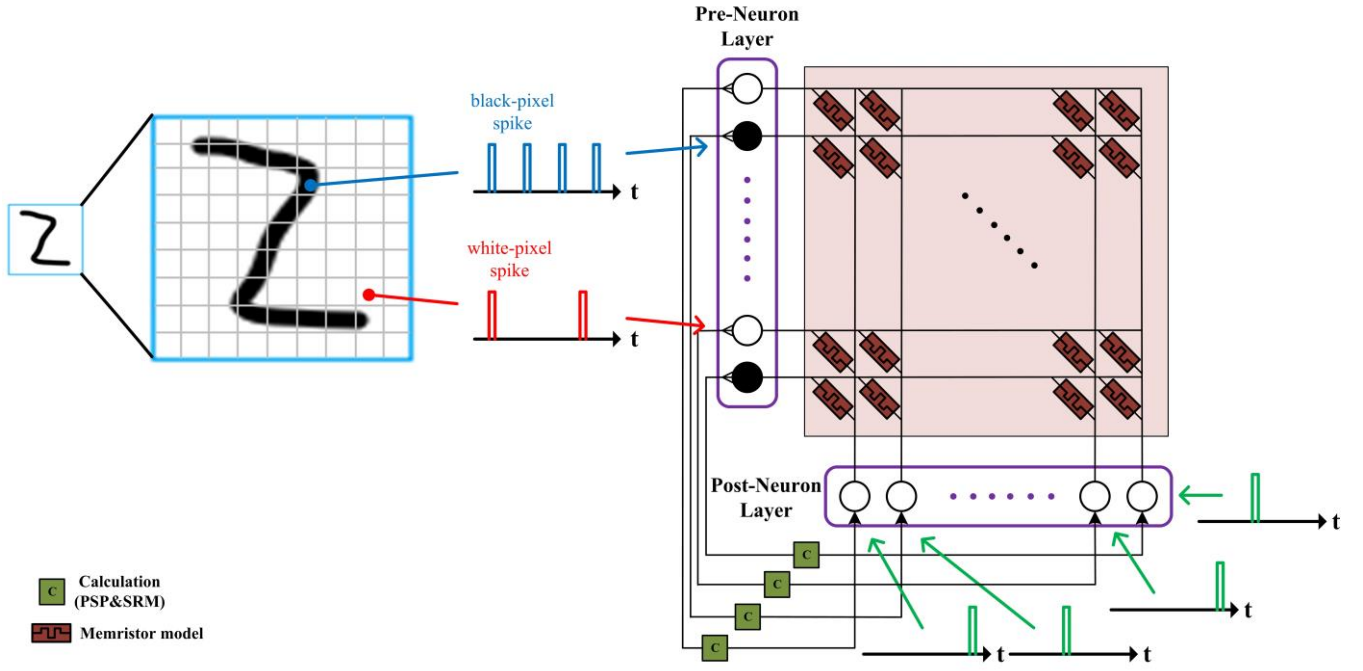 Pre-Neuron
Layer
black-pixel
spike
t
white-pixel
spike
t
Post-Neuron
Layer
t
C
C
C
C
t
t
t
C
Calculation
(PSP&SRM)
Memristor model